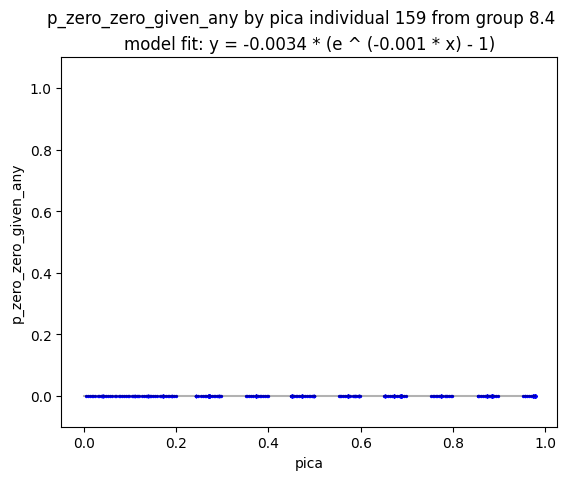 p_zero_zero_given_any by pica individual 159 from group 8.4
model fit: y = -0.0034 * (e ^ (-0.001 * x) - 1)
1.0
0.8
0.6
0.4
0.2
0.0
p_zero_zero_given_any
0.0 0.2 0.4 0.6 0.8 1.0
pica